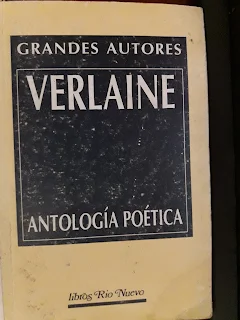 GRANDES AUTORES
VERLAINE
ANTOLOGÍA POÉTICA
libros Río Nuevo